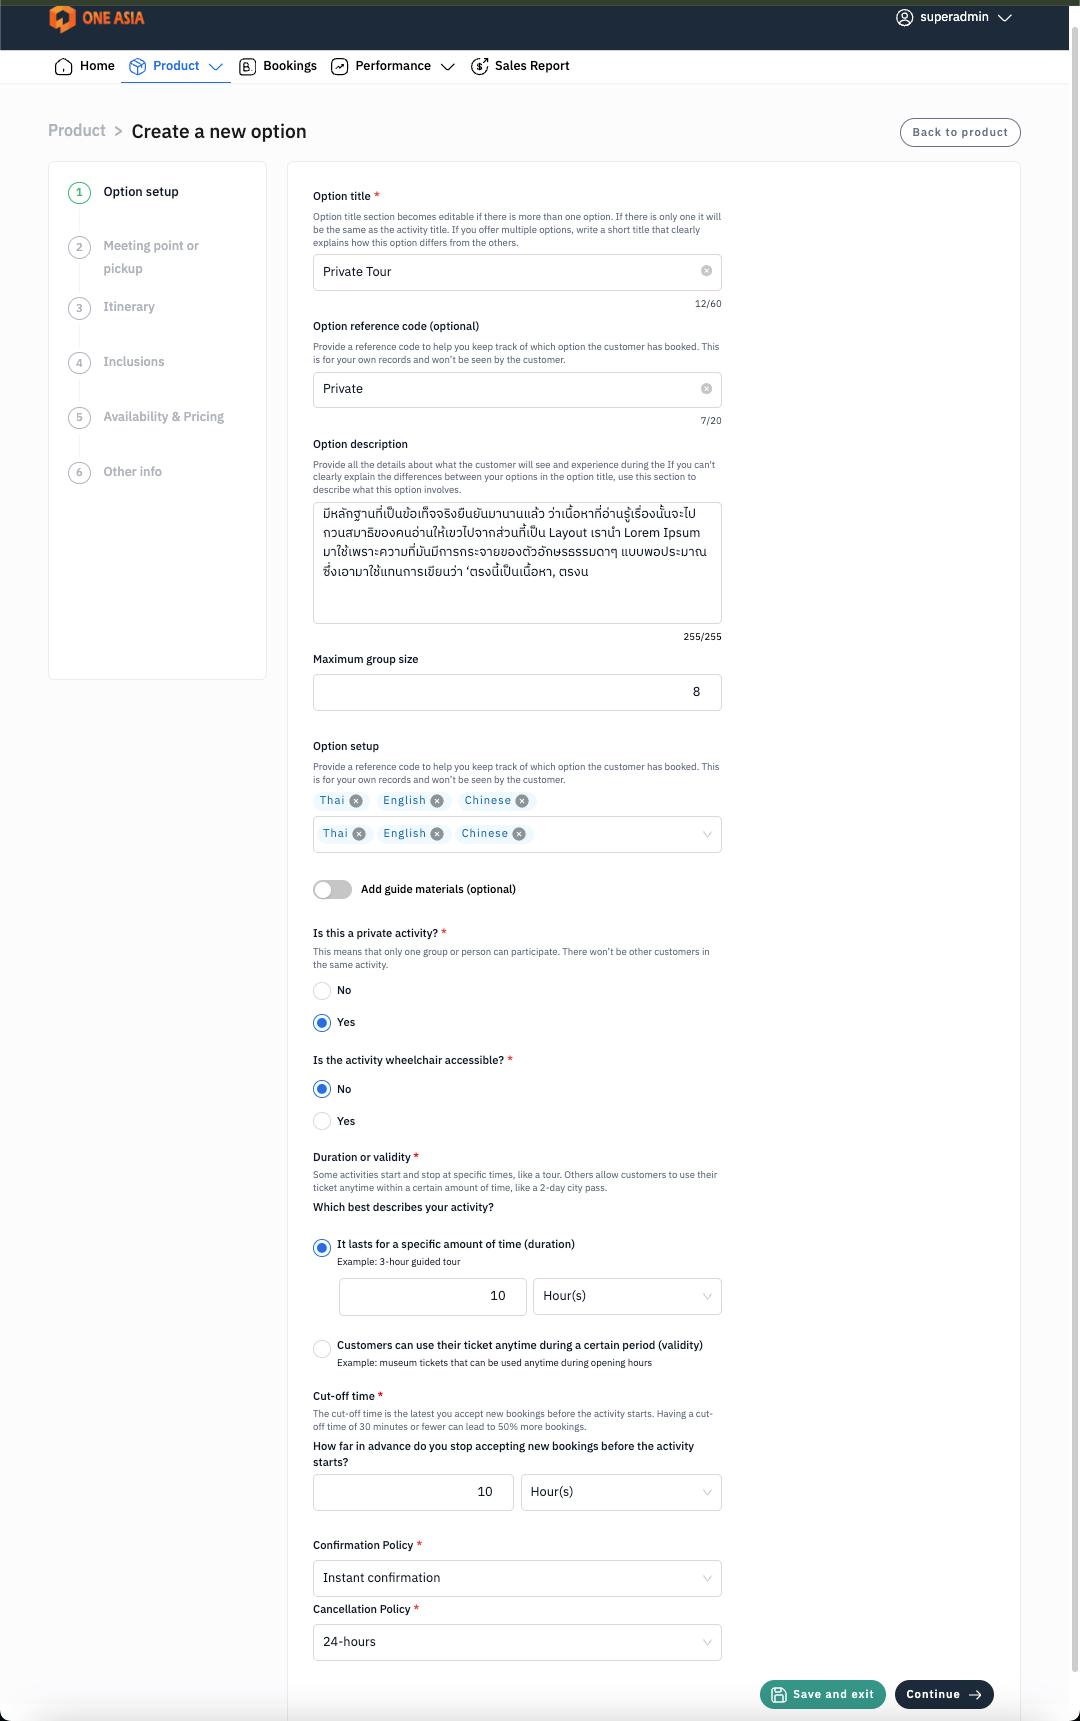 ONE ASIA
superadmin
Home
Product
Bookings
Performance
Sales Report
Product > Create a new option
Back to product
1 Option setup
2 Meeting point or
pickup
3 Itinerary
4 Inclusions
5 Availability & Pricing
6 Other info
Option title *
Option title section becomes editable if there is more than one option. If there is only one it will
be the same as the activity title. If you offer multiple options, write a short title that clearly
explains how this option differs from the others.
Private Tour
12/60
Option reference code (optional)
Provide a reference code to help you keep track of which option the customer has booked. This
is for your own records and won't be seen by the customer.
Private
7/20
Option description
Provide all the details about what the customer will see and experience during the If you can't
clearly explain the differences between your options in the option title, use this section to
describe what this option involves.
มีหลักฐานที่เป็นข้อเท็จจริงยืนยันมานานแล้ว ว่าเนื้อหาที่อ่านรู้เรื่องนั้นจะไป
กวนสมาธิของคนอ่านให้เขวไปจากส่วนที้เป็น Layout เรานำ Lorem Ipsum
มาใช้เพราะความที่มันมีการกระจายของตัวอักษรธรรมดาๆ แบบพอประมาณ
ซึ่งเอามาใช้แทนการเขียนว่า ‘ตรงนี้เป็นเนื้อหา, ตรงน
255/255
Maximum group size
8
Option setup
Provide a reference code to help you keep track of which option the customer has booked. This
is for your own records and won't be seen by the customer.
Thai English Chinese
Thai English Chinese
Add guide materials (optional)
Is this a private activity? *
This means that only one group or person can participate. There won't be other customers in
the same activity.
No
Yes
Is the activity wheelchair accessible? *
No
Yes
Duration or validity *
Some activities start and stop at specific times, like a tour. Others allow customers to use their
ticket anytime within a certain amount of time, like a 2-day city pass.
Which best describes your activity?
It lasts for a specific amount of time (duration)
Example: 3-hour guided tour
10 Hour(s)
Customers can use their ticket anytime during a certain period (validity)
Example: museum tickets that can be used anytime during opening hours
Cut-off time *
The cut-off time is the latest you accept new bookings before the activity starts. Having a cut-
off time of 30 minutes or fewer can lead to 50% more bookings.
How far in advance do you stop accepting new bookings before the activity
starts?
10 Hour(s)
Confirmation Policy *
Instant confirmation
Cancellation Policy *
24-hours
Save and exit
Continue